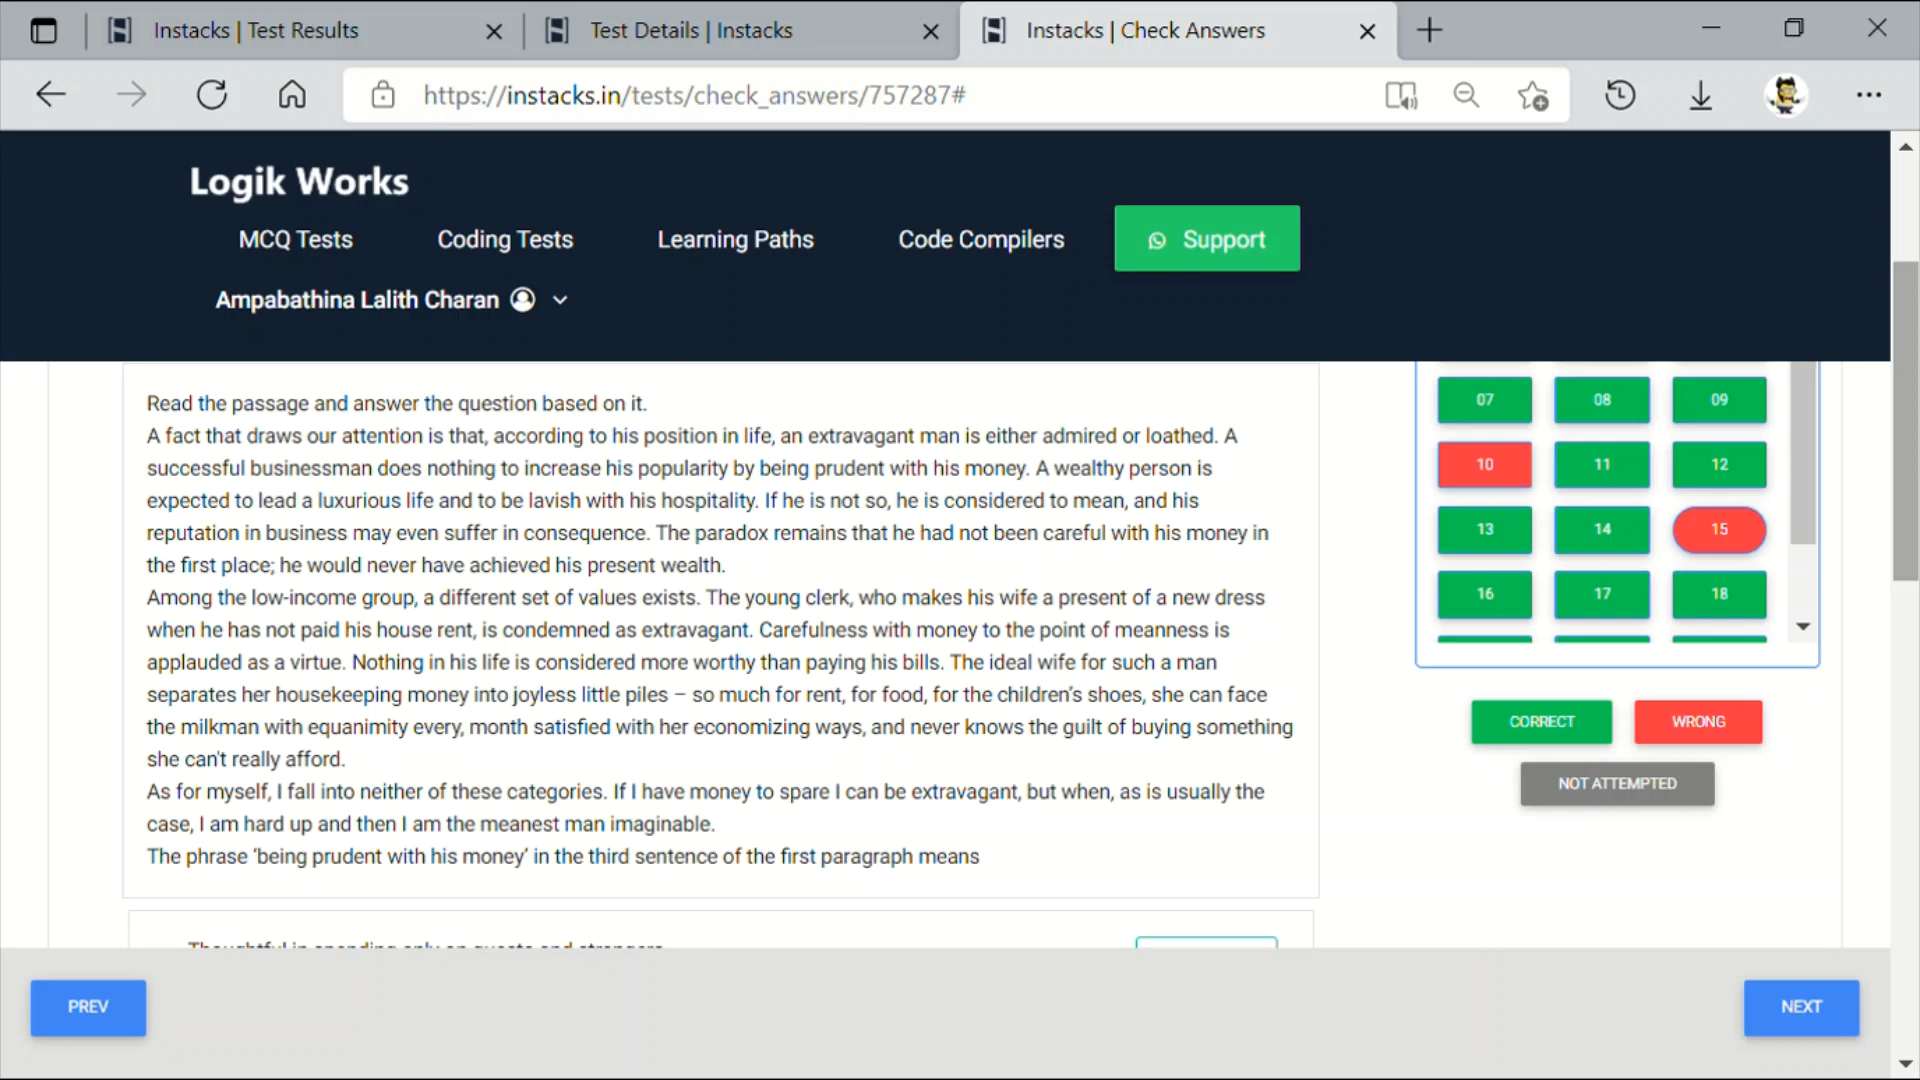 Instacks | Test Results
Test Details | Instacks
Instacks | Check Answers
https://instacks.in/tests/check_answers/757287#
Logik Works
MCQ Tests
Coding Tests
Learning Paths
Code Compilers
Support
Ampabathina Lalith Charan
Read the passage and answer the question based on it.
A fact that draws our attention is that, according to his position in life, an extravagant man is either admired or loathed. A
successful businessman does nothing to increase his popularity by being prudent with his money. A wealthy person is
expected to lead a luxurious life and to be lavish with his hospitality. If he is not so, he is considered to mean, and his
reputation in business may even suffer in consequence. The paradox remains that he had not been careful with his money in
the first place; he would never have achieved his present wealth.
Among the low-income group, a different set of values exists. The young clerk, who makes his wife a present of a new dress
when he has not paid his house rent, is condemned as extravagant. Carefulness with money to the point of meanness is
applauded as a virtue. Nothing in his life is considered more worthy than paying his bills. The ideal wife for such a man
separates her housekeeping money into joyless little piles – so much for rent, for food, for the children's shoes, she can face
the milkman with equanimity every, month satisfied with her economizing ways, and never knows the guilt of buying something
she can't really afford.
As for myself, I fall into neither of these categories. If I have money to spare I can be extravagant, but when, as is usually the
case, I am hard up and then I am the meanest man imaginable.
The phrase ‘being prudent with his money’ in the third sentence of the first paragraph means
Thoughtful in spending only on guests and strangers
07 08 09
10 11 12
13 14 15
16 17 18
CORRECT
WRONG
NOT ATTEMPTED
PREV
NEXT